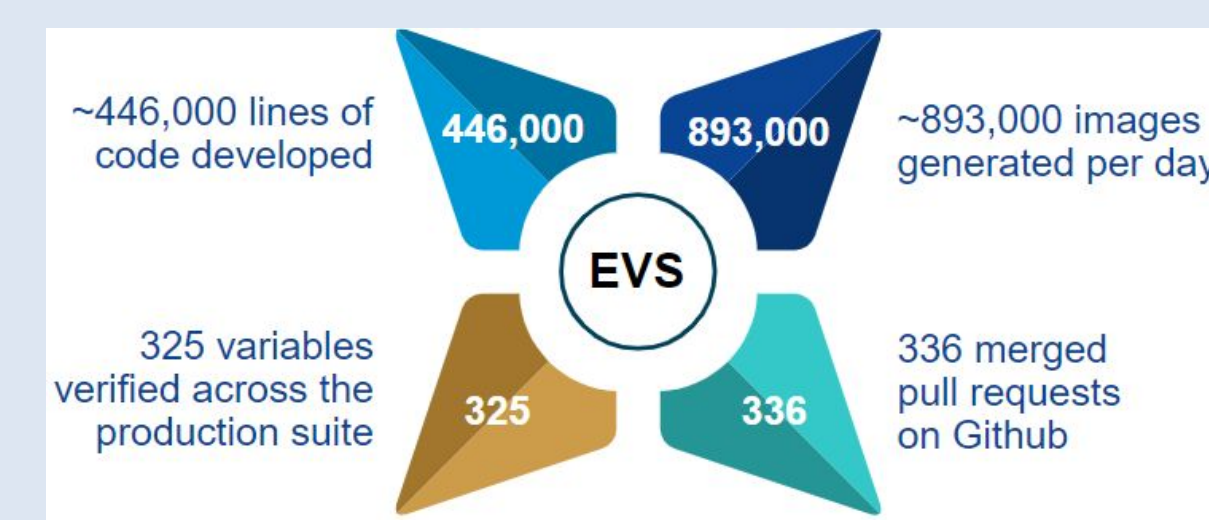 ~446,000 lines of
code developed
446,000
893,000
~893,000 images
generated per day
EVS
325 variables
verified across the
production suite
325
336
336 merged
pull requests
on Github